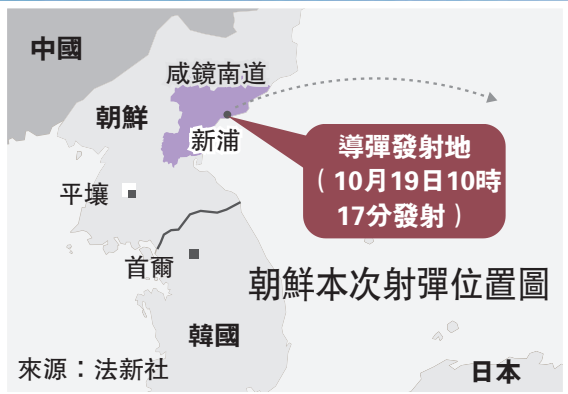 中國
咸鏡南道
朝鮮
新浦
導彈發射地
（10月19日10時
17分發射）
平壤
首爾
朝鮮本次射彈位置圖
韓國
來源：法新社
日本